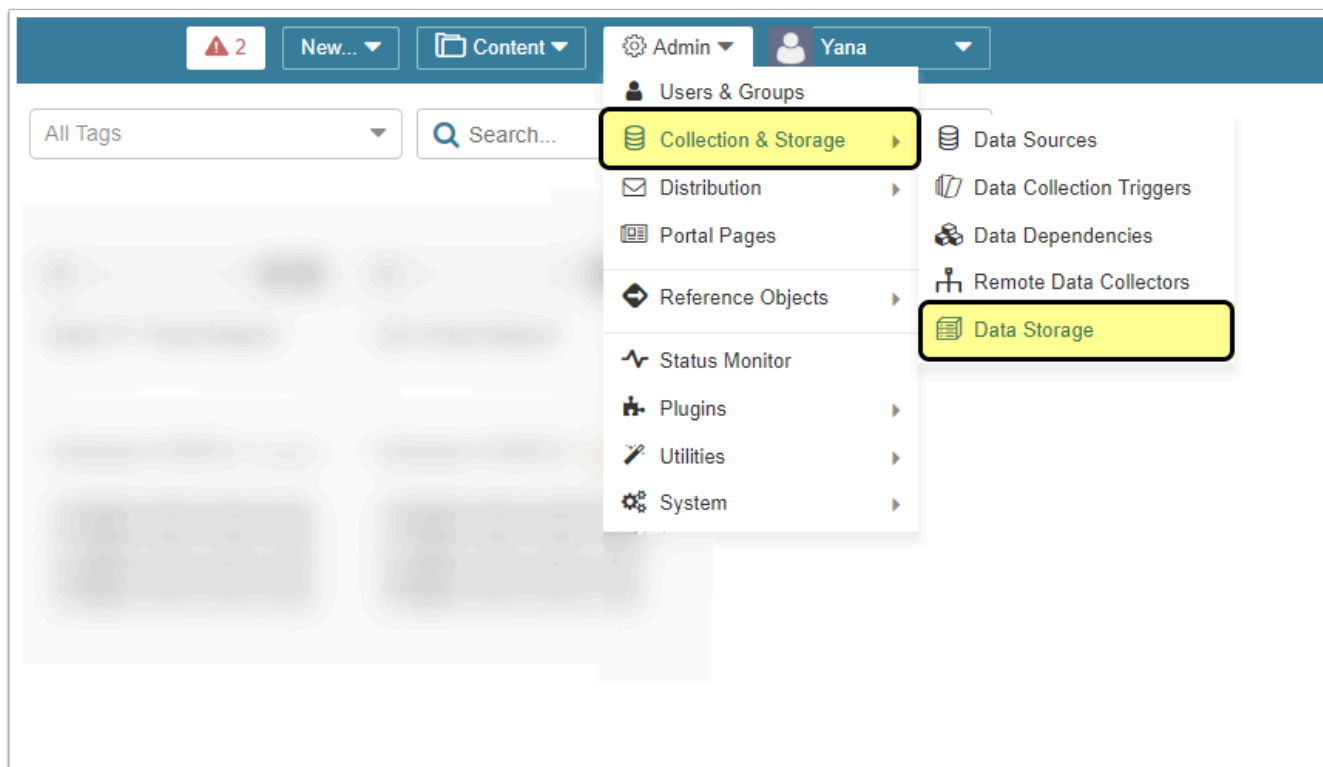 2
New...
Content
Admin
Yana
All Tags
Search...
Users & Groups
Collection & Storage
Distribution
Portal Pages
Reference Objects
Status Monitor
Plugins
Utilities
System
Data Sources
Data Collection Triggers
Data Dependencies
Remote Data Collectors
Data Storage